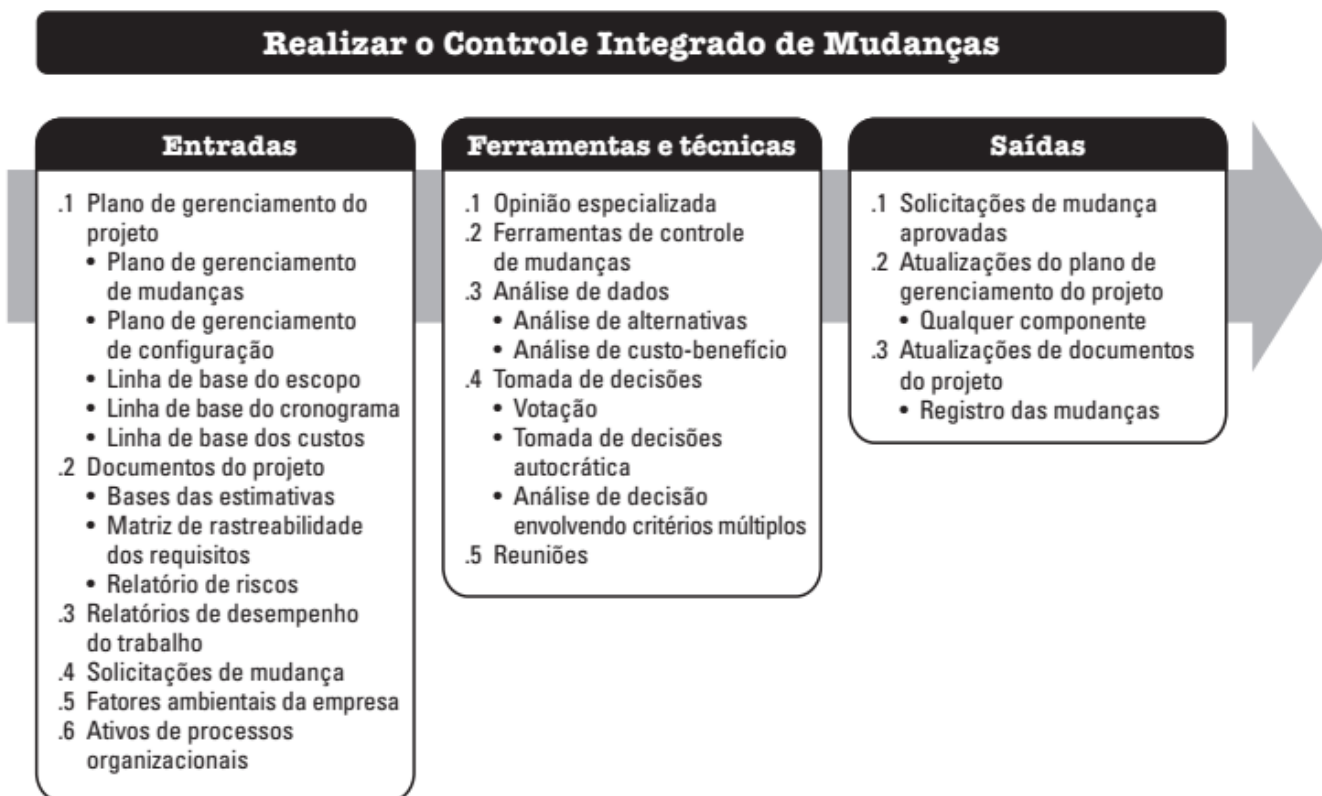 Realizar o Controle Integrado de Mudanças
Entradas
.1 Plano de gerenciamento do
projeto
• Plano de gerenciamento
de mudanças
• Plano de gerenciamento
de configuração
• Linha de base do escopo
• Linha de base do cronograma
• Linha de base dos custos
.2 Documentos do projeto
• Bases das estimativas
• Matriz de rastreabilidade
dos requisitos
• Relatório de riscos
.3 Relatórios de desempenho
do trabalho
.4 Solicitações de mudança
.5 Fatores ambientais da empresa
.6 Ativos de processos
organizacionais
Ferramentas e técnicas
.1 Opinião especializada
.2 Ferramentas de controle
de mudanças
.3 Análise de dados
• Análise de alternativas
• Análise de custo-benefício
.4 Tomada de decisões
• Votação
• Tomada de decisões
autocrática
• Análise de decisão
envolvendo critérios múltiplos
.5 Reuniões
Saídas
.1 Solicitações de mudança
aprovadas
.2 Atualizações do plano de
gerenciamento do projeto
• Qualquer componente
.3 Atualizações de documentos
do projeto
• Registro das mudanças